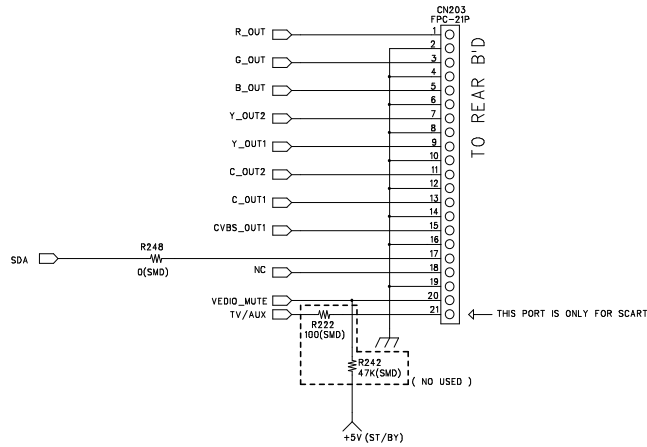 CN203
FPC-21P
R_OUT
1
2
G_OUT
3
4
B_OUT
5
6
Y_OUT2
7
8
Y_OUT1
9
10
C_OUT2
11
12
C_OUT1
13
14
CVBS_OUT1
15
16
TO REAR B'D
R248
SDA
0(SMD)
17
NC
18
19
VEDIO_MUTE
20
TV/AUX
21
THIS PORT IS ONLY FOR SCART
R222
100(SMD)
R242
47K(SMD)
( NO USED )
+5V(ST/BY)